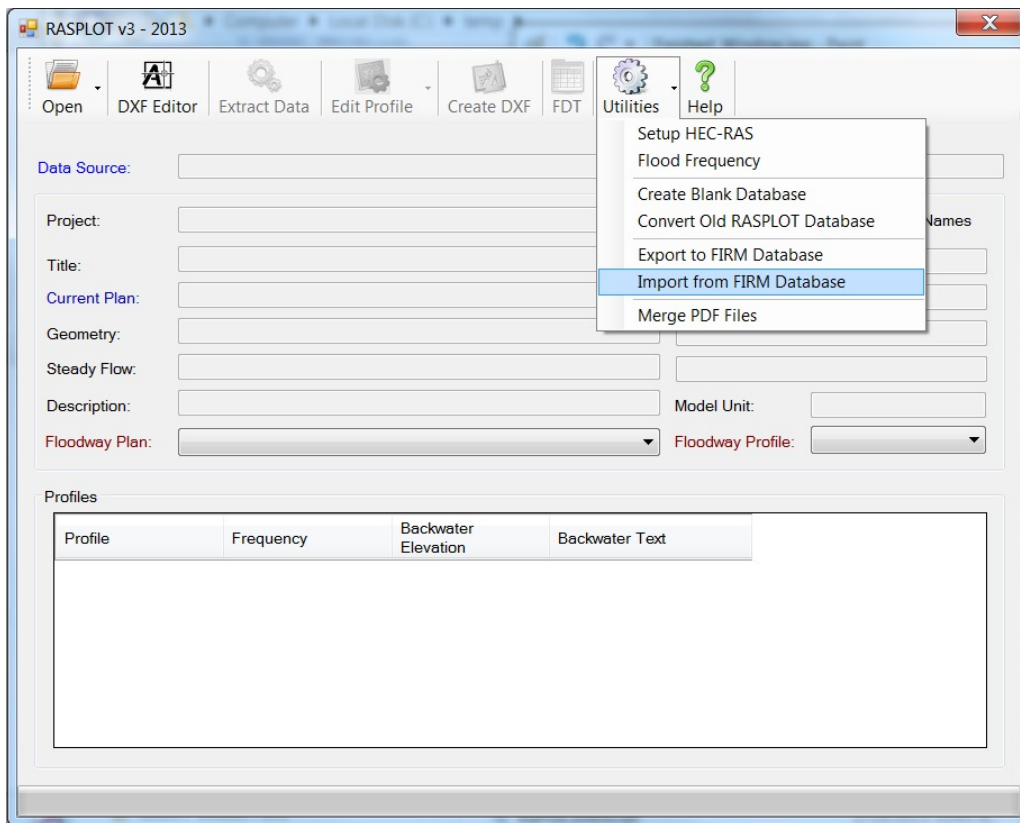 RASPLOT v3 - 2013
Open
DXF Editor
Extract Data
Edit Profile
Create DXF
FDT
Utilities
Help
Setup HEC-RAS
Flood Frequency
Create Blank Database
Convert Old RASPLOT Database
Export to FIRM Database
Import from FIRM Database
Merge PDF Files
Data Source:
Project:
Names
Title:
Current Plan:
Geometry:
Steady Flow:
Description:
Model Unit:
Floodway Plan:
Floodway Profile:
Profiles
Profile
Frequency
Backwater
Elevation
Backwater Text